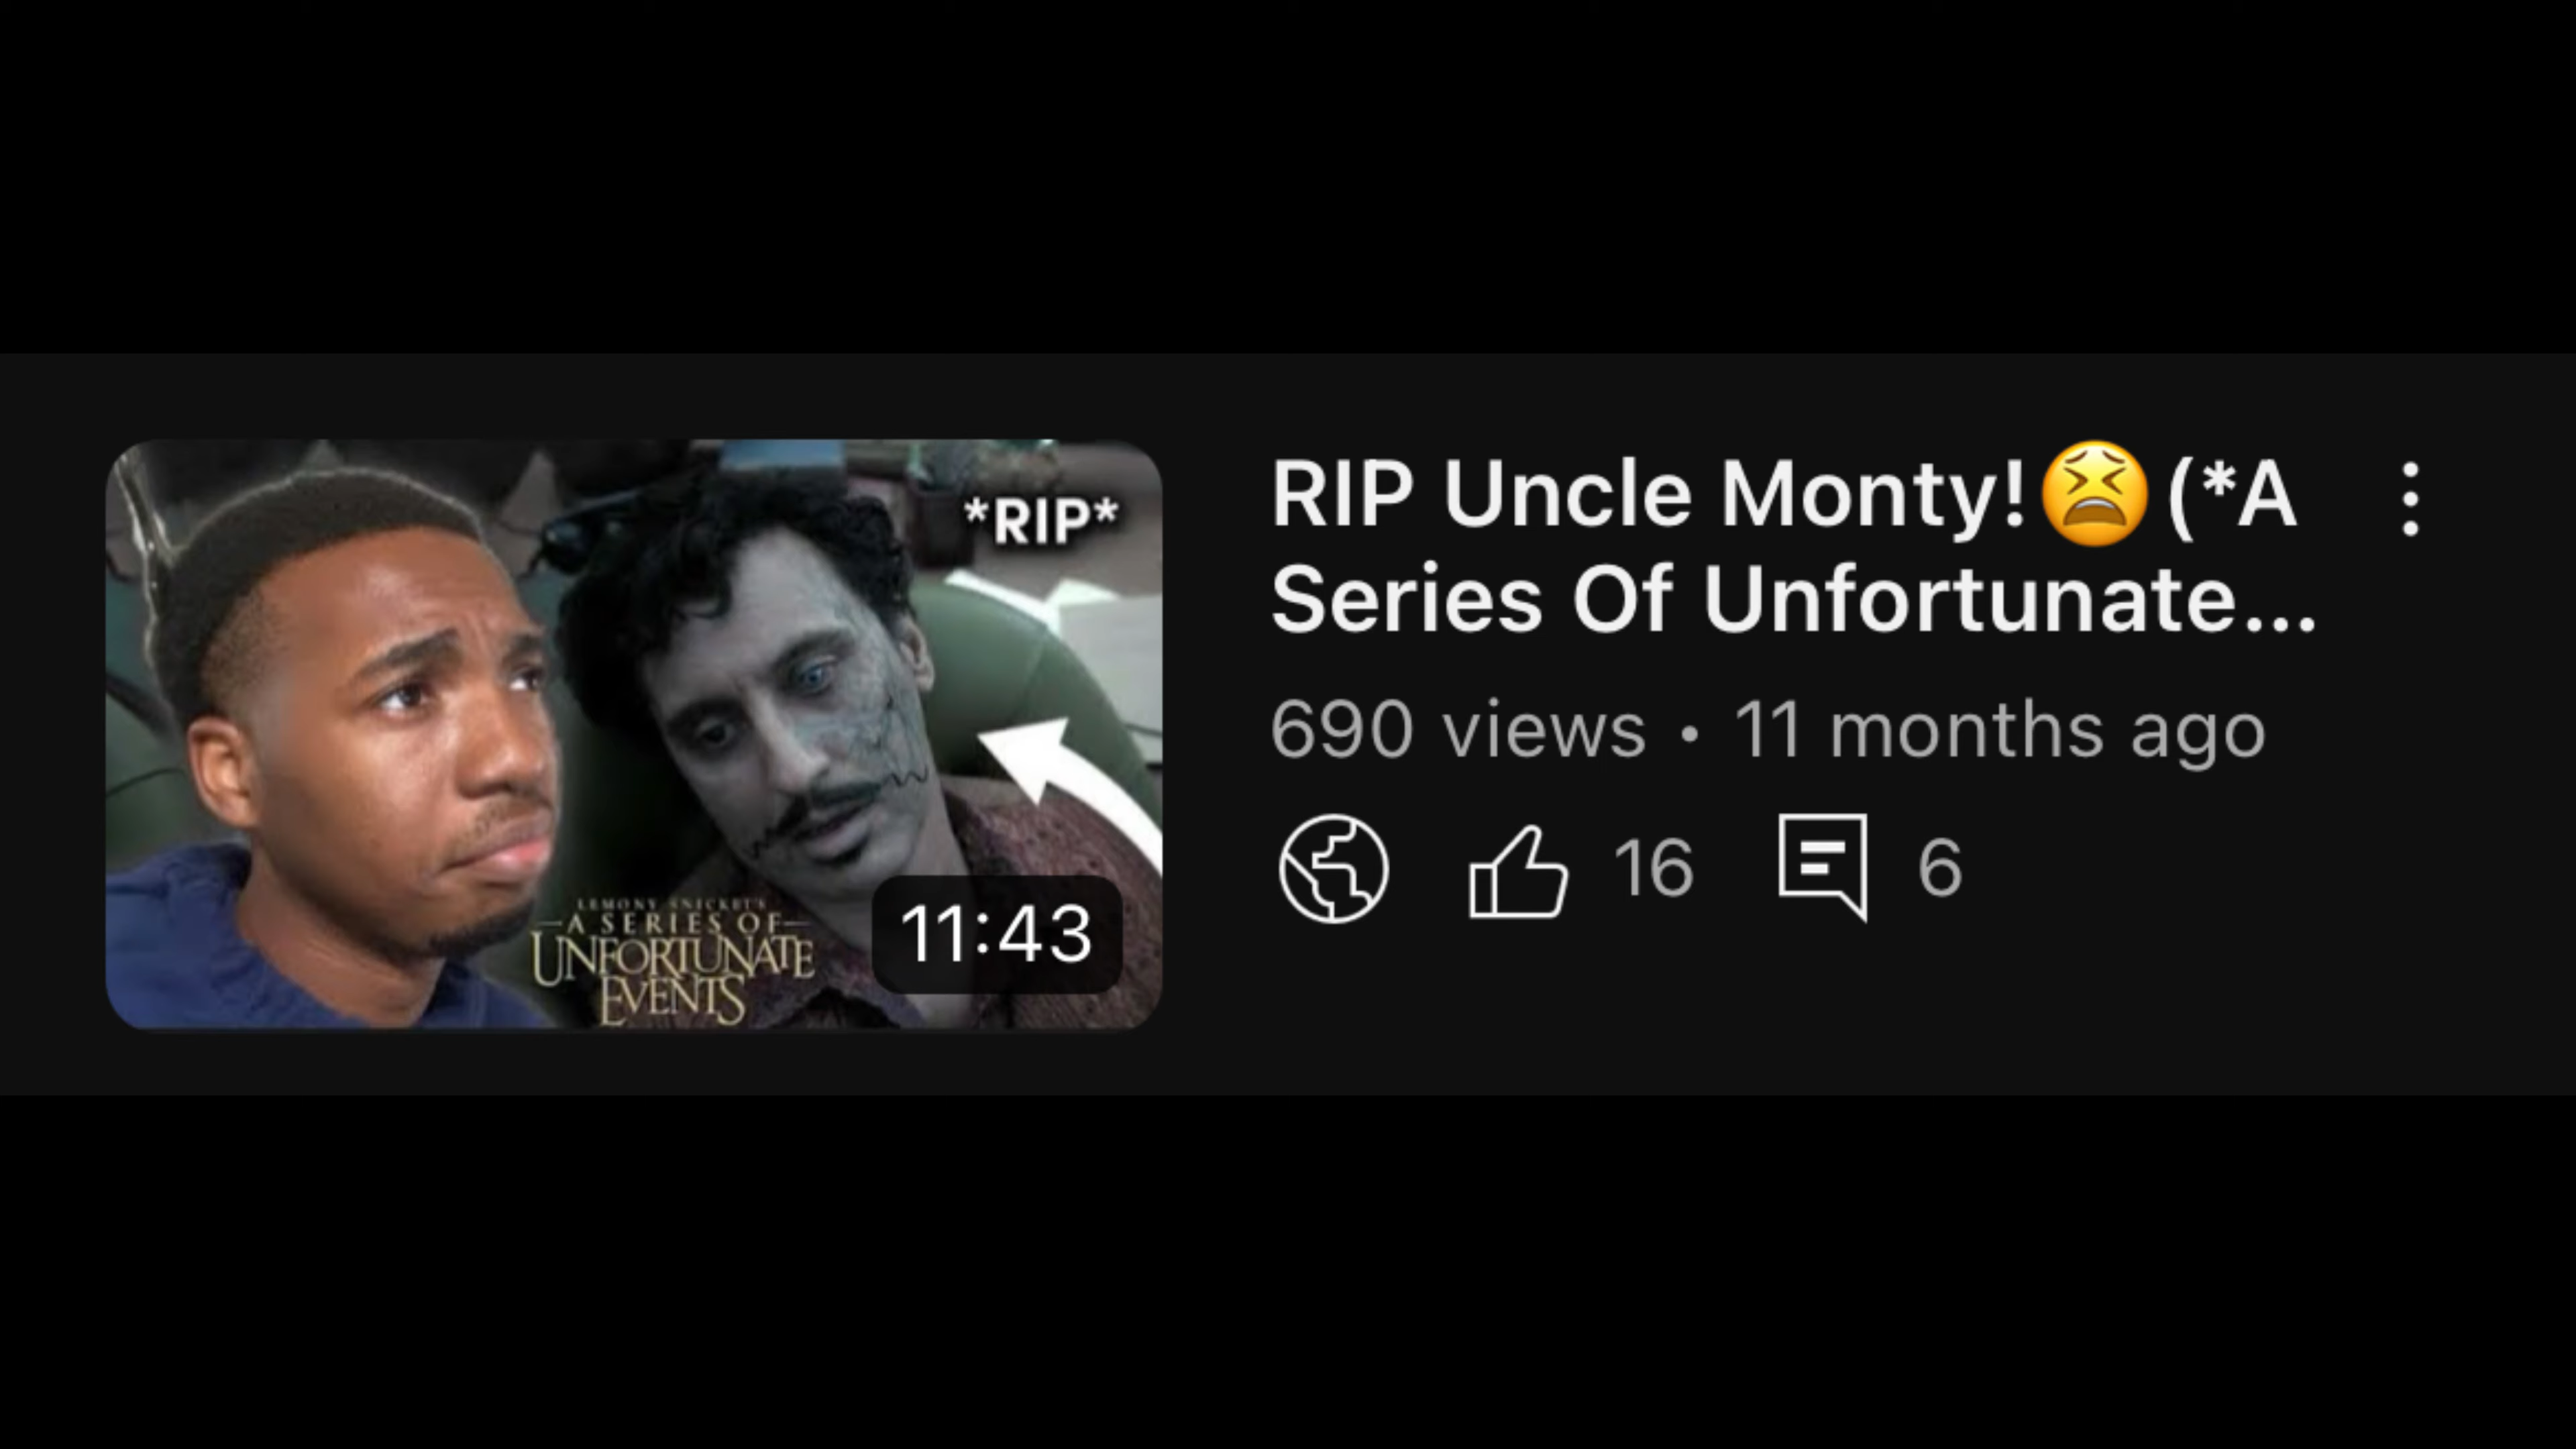 *RIP*
LEMONY SNICKET'S
A SERIES OF
UNFORTUNATE
EVENTS
11:43
RIP Uncle Monty!😫(*A
Series Of Unfortunate...
690 views • 11 months ago
16 6